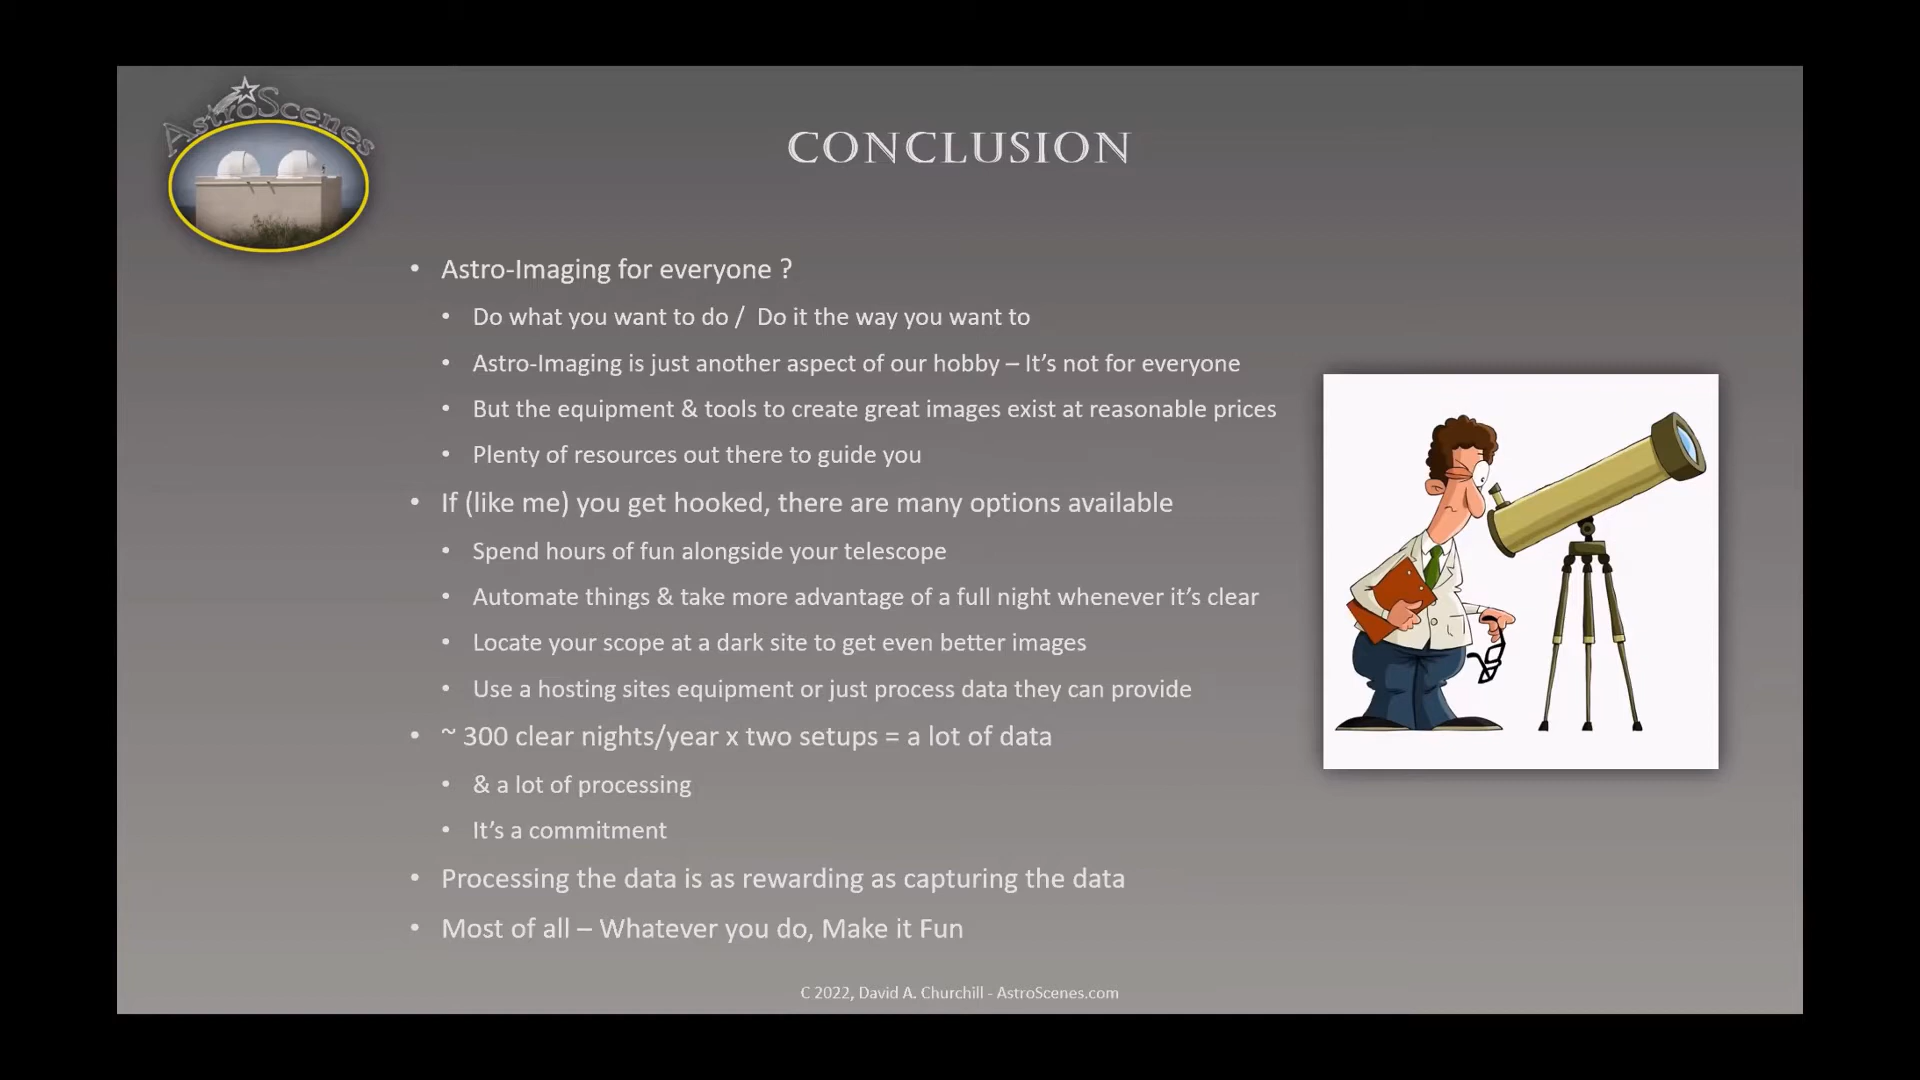 AstroScenes
CONCLUSION
• Astro-Imaging for everyone ?
• Do what you want to do /  Do it the way you want to
• Astro-Imaging is just another aspect of our hobby – It’s not for everyone
• But the equipment & tools to create great images exist at reasonable prices
• Plenty of resources out there to guide you
• If (like me) you get hooked, there are many options available
• Spend hours of fun alongside your telescope
• Automate things & take more advantage of a full night whenever it’s clear
• Locate your scope at a dark site to get even better images
• Use a hosting sites equipment or just process data they can provide
• ~ 300 clear nights/year x two setups = a lot of data
• & a lot of processing
• It’s a commitment
• Processing the data is as rewarding as capturing the data
• Most of all – Whatever you do, Make it Fun
C 2022, David A. Churchill - AstroScenes.com